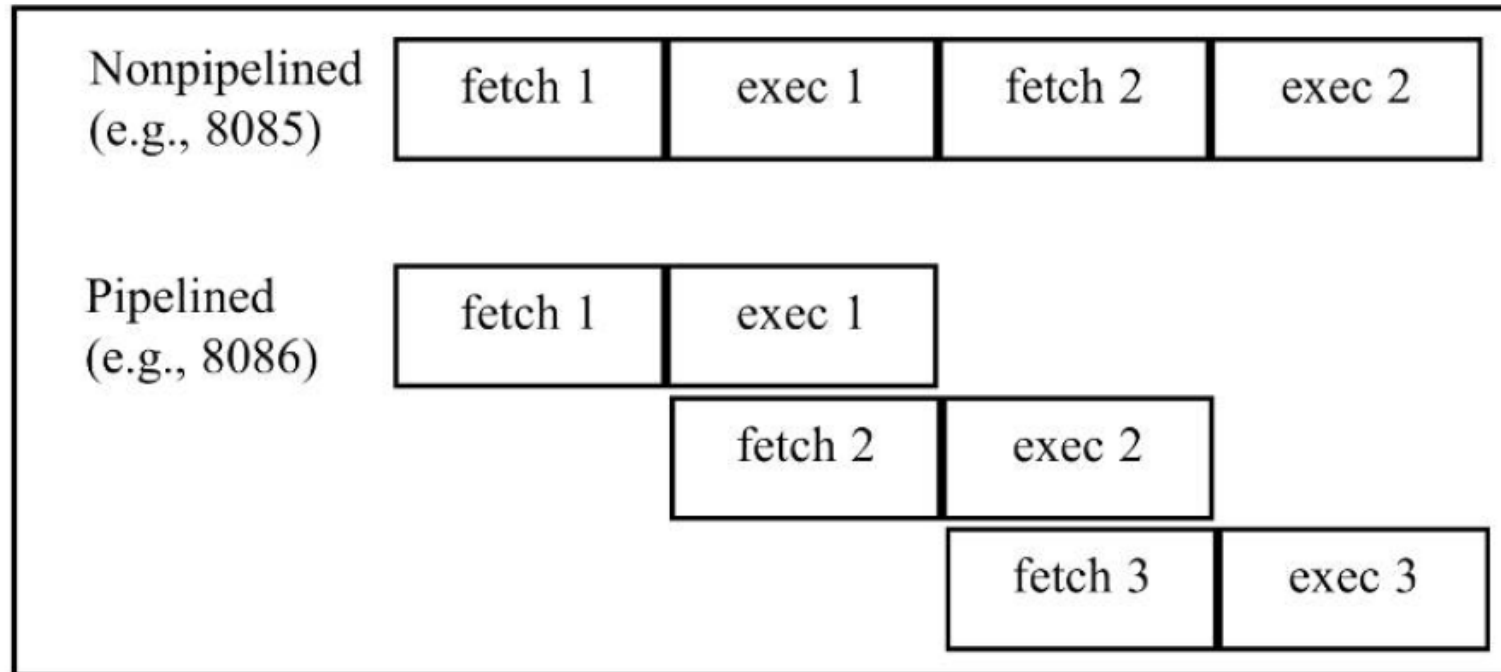 Nonpipelined
(e.g., 8085)
fetch 1
exec 1
fetch 2
exec 2
Pipelined
(e.g., 8086)
fetch 1
exec 1
fetch 2
exec 2
fetch 3
exec 3